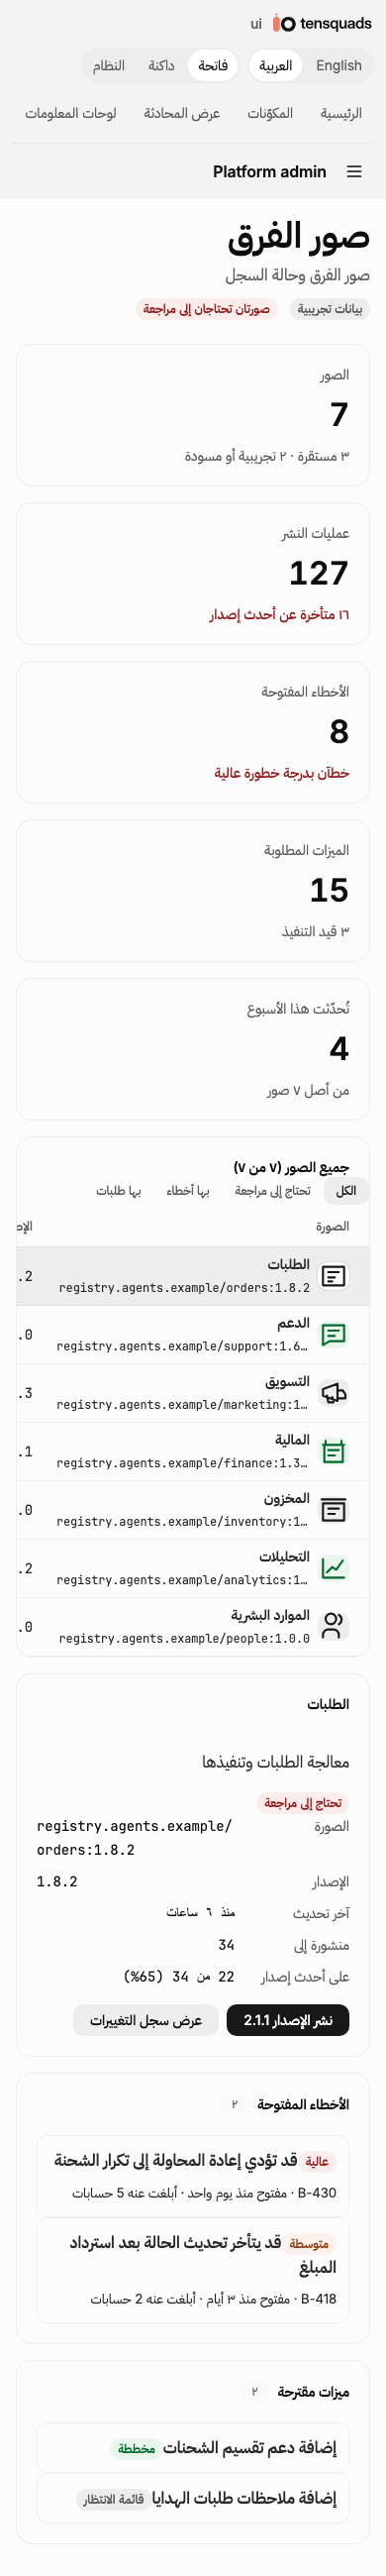 tensquads ui
English العربية فاتحة داكنة النظام
الرئيسية المكوّنات عرض المحادثة لوحات المعلومات
Platform admin
صور الفرق
صور الفرق وحالة السجل
بيانات تجريبية صورتان تحتاجان إلى مراجعة
الصور
7
٣ مستقرة · ٢ تجريبية أو مسودة
عمليات النشر
127
١٦ متأخرة عن أحدث إصدار
الأخطاء المفتوحة
8
خطآن بدرجة خطورة عالية
الميزات المطلوبة
15
٣ قيد التنفيذ
تُحدّثت هذا الأسبوع
4
من أصل ٧ صور
جميع الصور (٧ من ٧)
الكل تحتاج إلى مراجعة بها أخطاء بها طلبات
الصورة الإص
الطلبات
registry.agents.example/orders:1.8.2 .2
الدعم
registry.agents.example/support:1.6… .0
التسويق
registry.agents.example/marketing:1… .3
المالية
registry.agents.example/finance:1.3… .1
المخزون
registry.agents.example/inventory:1… .0
التحليلات
registry.agents.example/analytics:1… .2
الموارد البشرية
registry.agents.example/people:1.0.0 .0
الطلبات
معالجة الطلبات وتنفيذها
تحتاج إلى مراجعة
الصورة registry.agents.example/
orders:1.8.2
الإصدار 1.8.2
آخر تحديث منذ ٦ ساعات
منشورة إلى 34
على أحدث إصدار 22 من 34 (65%)
نشر الإصدار 2.1.1 عرض سجل التغييرات
الأخطاء المفتوحة ٢
عالية قد تؤدي إعادة المحاولة إلى تكرار الشحنة
B-430 · مفتوح منذ يوم واحد · أبلغت عنه 5 حسابات
متوسطة قد يتأخر تحديث الحالة بعد استرداد
المبلغ
B-418 · مفتوح منذ ٣ أيام · أبلغت عنه 2 حسابات
ميزات مقترحة ٢
إضافة دعم تقسيم الشحنات مخططة
إضافة ملاحظات طلبات الهدايا قائمة الانتظار